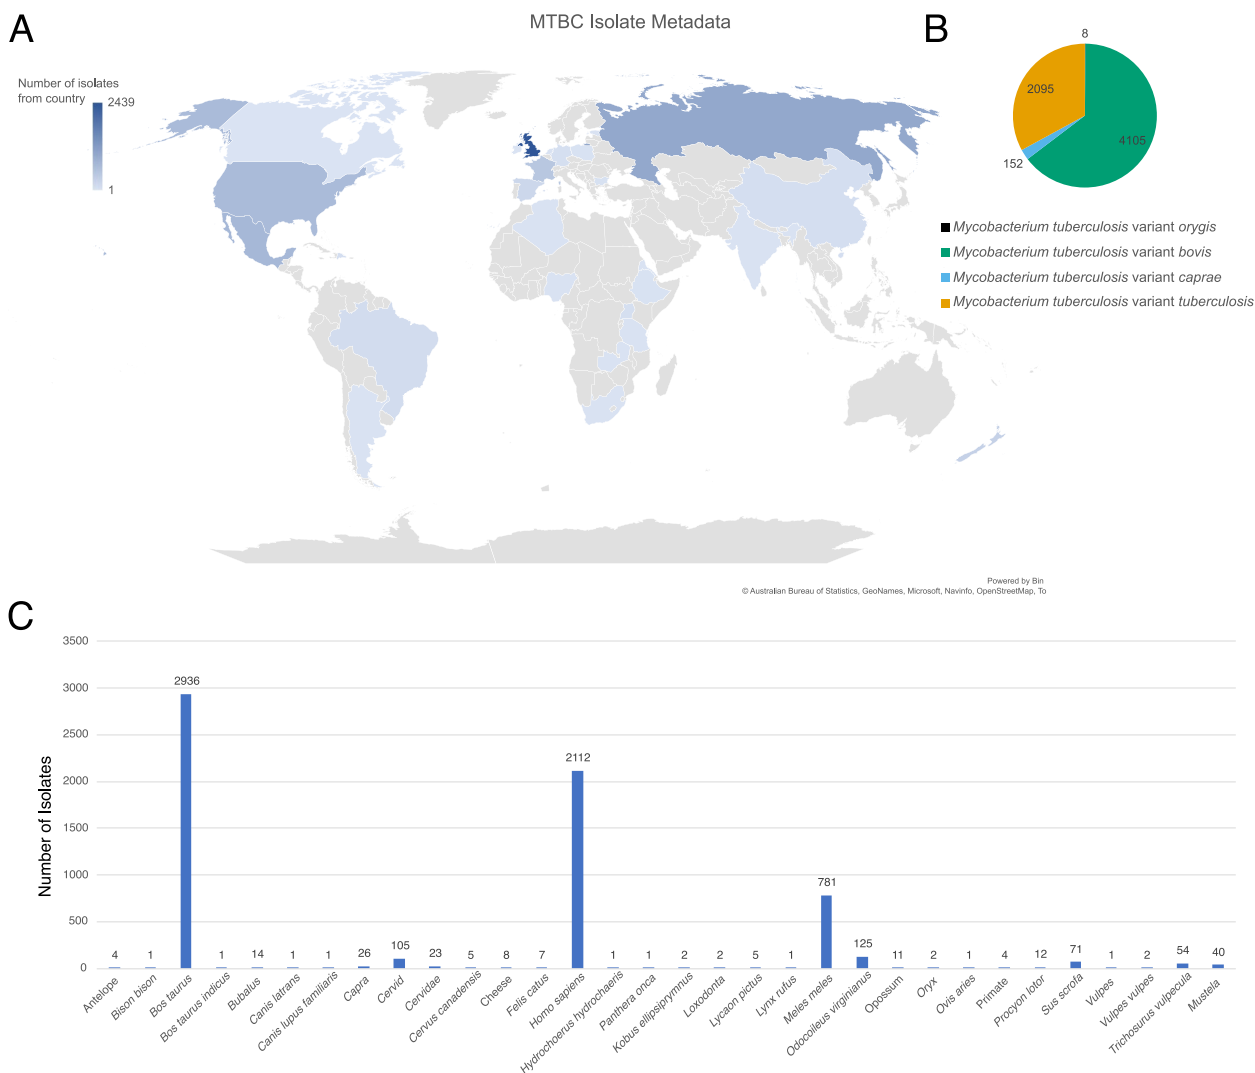 A
MTBC Isolate Metadata
B
Number of isolates
from country
2439
1
8
2095
4105
152
Mycobacterium tuberculosis variant orygis
Mycobacterium tuberculosis variant bovis
Mycobacterium tuberculosis variant caprae
Mycobacterium tuberculosis variant tuberculosis
Powered by Bin
© Australian Bureau of Statistics, GeoNames, Microsoft, Navinfo, OpenStreetMap, To
C
Number of Isolates
3500
3000
2500
2000
1500
1000
500
0
4
1
2936
1
14
1
1
26
105
23
5
8
7
2112
1
1
2
2
5
1
781
125
11
2
1
4
12
71
1
2
54
40
Antelope
Bison bison
Bos taurus
Bos taurus indicus
Bubalus
Canis latrans
Canis lupus familiaris
Capra
Cervid
Cervidae
Cervus canadensis
Cheese
Felis catus
Homo sapiens
Hydrochoerus hydrochaeris
Panthera onca
Kobus ellipsiprymnus
Loxodonta
Lycaon pictus
Lynx rufus
Meles meles
Odocoileus virginianus
Opossum
Oryx
Ovis aries
Primate
Procyon lotor
Sus scrofa
Vulpes
Vulpes vulpes
Trichosurus vulpecula
Mustela